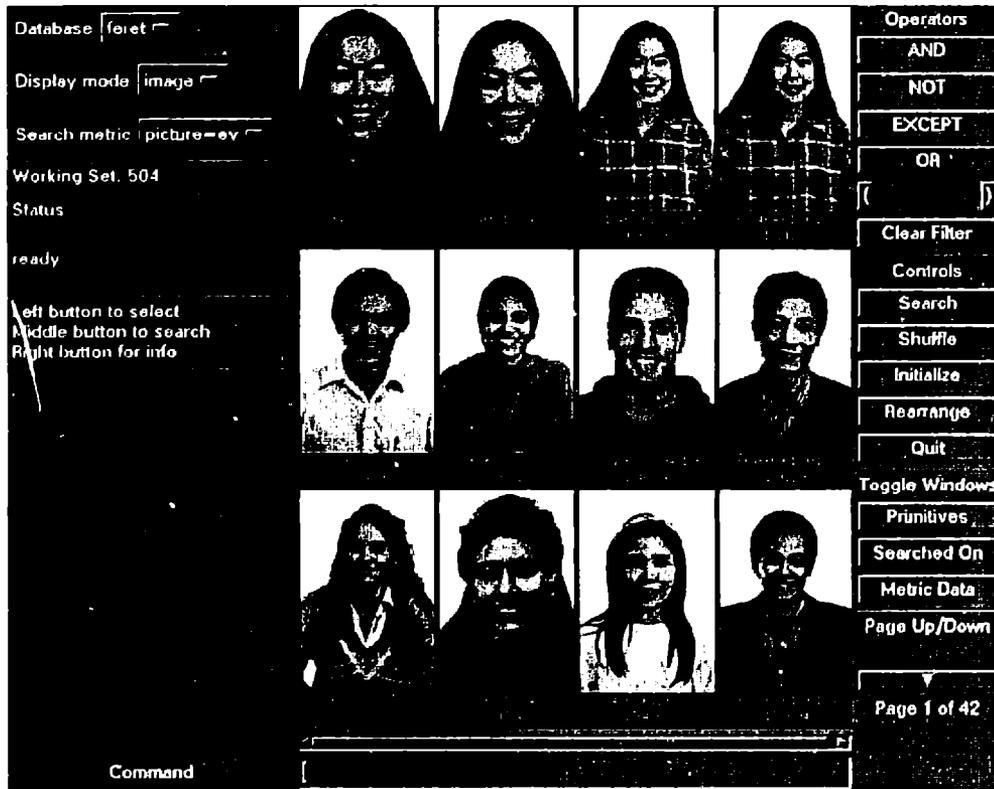 Database feret
Display mode image
Search metric picture-ev
Working Set. 504
Status
ready
Left button to select
Middle button to search
Right button for info
Command
Operators
AND
NOT
EXCEPT
OR
( )
Clear Filter
Controls
Search
Shuffle
Initialize
Rearrange
Quit
Toggle Windows
Primitives
Searched On
Metric Data
Page Up/Down
Page 1 of 42